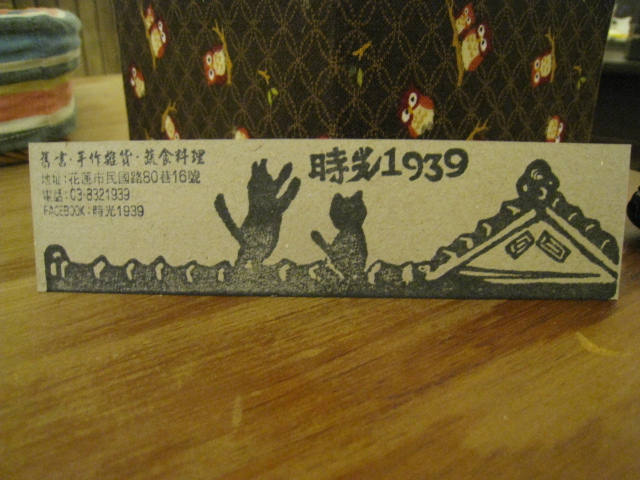 舊書·手作雜貨·蔬食料理
地址:花蓮市民國路80巷16號
電話:03-8321939
FACEBOOK:時光1939
時光1939